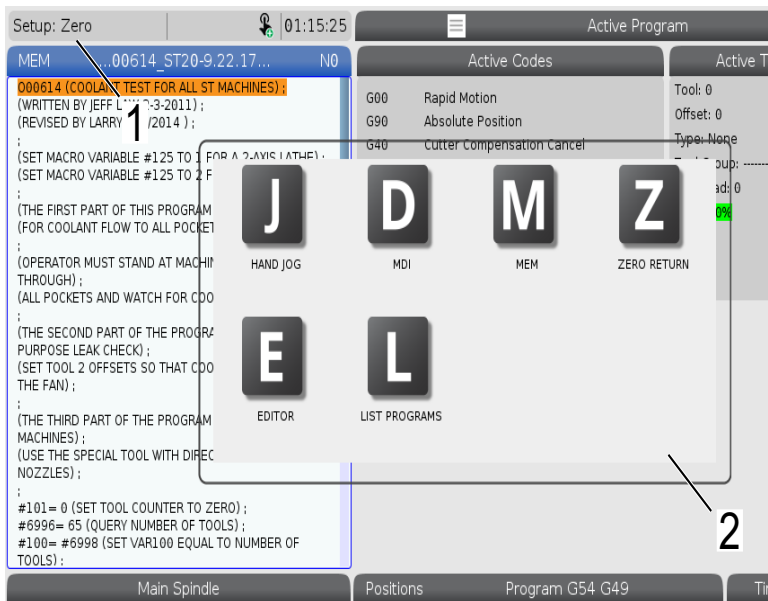 Setup: Zero
01:15:25
Active Program
MEM ...00614_ST20-9.22.17... N0
Active Codes
Active T
O00614 (COOLANT TEST FOR ALL ST MACHINES) ;
(WRITTEN BY JEFF -3-2011) ;
(REVISED BY LARRY /2014 ) ;
;
(SET MACRO VARIABLE #125 TO 1 FOR A 2-AXIS LATHE) ;
(SET MACRO VARIABLE #125 TO 2 F
;
(THE FIRST PART OF THIS PROGRAM
(FOR COOLANT FLOW TO ALL POCKET
;
(OPERATOR MUST STAND AT MACHIN
THROUGH) ;
(ALL POCKETS AND WATCH FOR COO
;
(THE SECOND PART OF THE PROGRA
PURPOSE LEAK CHECK) ;
(SET TOOL 2 OFFSETS SO THAT COO
THE FAN) ;
;
(THE THIRD PART OF THE PROGRAM
MACHINES) ;
(USE THE SPECIAL TOOL WITH DIREC
NOZZLES) ;
;
#101= 0 (SET TOOL COUNTER TO ZERO) ;
#6996= 65 (QUERY NUMBER OF TOOLS) ;
#100= #6998 (SET VAR100 EQUAL TO NUMBER OF
TOOLS) ;
1
G00 Rapid Motion
G90 Absolute Position
G40 Cutter Compensation Cancel
Tool: 0
Offset: 0
Type: None
oup: -------
ad: 0
0%
J D M Z
HAND JOG MDI MEM ZERO RETURN
E L
EDITOR LIST PROGRAMS
2
Main Spindle
Positions Program G54 G49
Ti